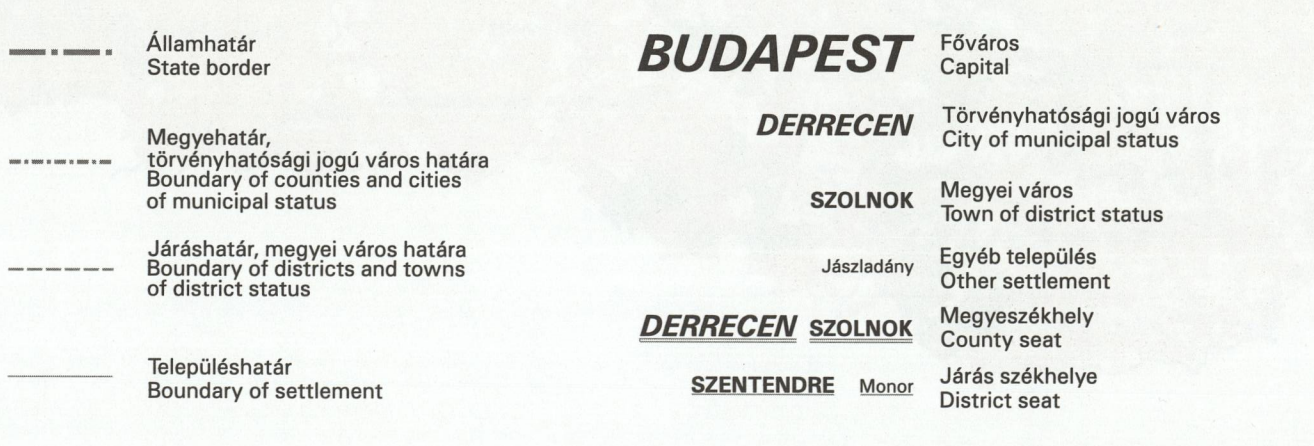 Államhatár
State border
Megyehatár,
törvényhatósági jogú város határa
Boundary of counties and cities
of municipal status
Járáshatár, megyei város határa
Boundary of districts and towns
of district status
Településhatár
Boundary of settlement
BUDAPEST Főváros
Capital
DERRECEN Törvényhatósági jogú város
City of municipal status
SZOLNOK Megyei város
Town of district status
Jászladány Egyéb település
Other settlement
DERRECEN SZOLNOK Megyeszékhely
County seat
SZENTENDRE Monor Járás székhelye
District seat